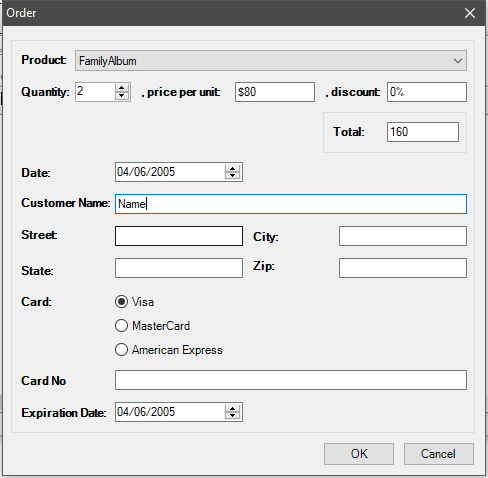 Order
Product: FamilyAlbum
Quantity: 2 , price per unit: $80 , discount: 0%
Total: 160
Date: 04/06/2005
Customer Name: Name
Street: City:
State: Zip:
Card: Visa
MasterCard
American Express
Card No
Expiration Date: 04/06/2005
OK Cancel